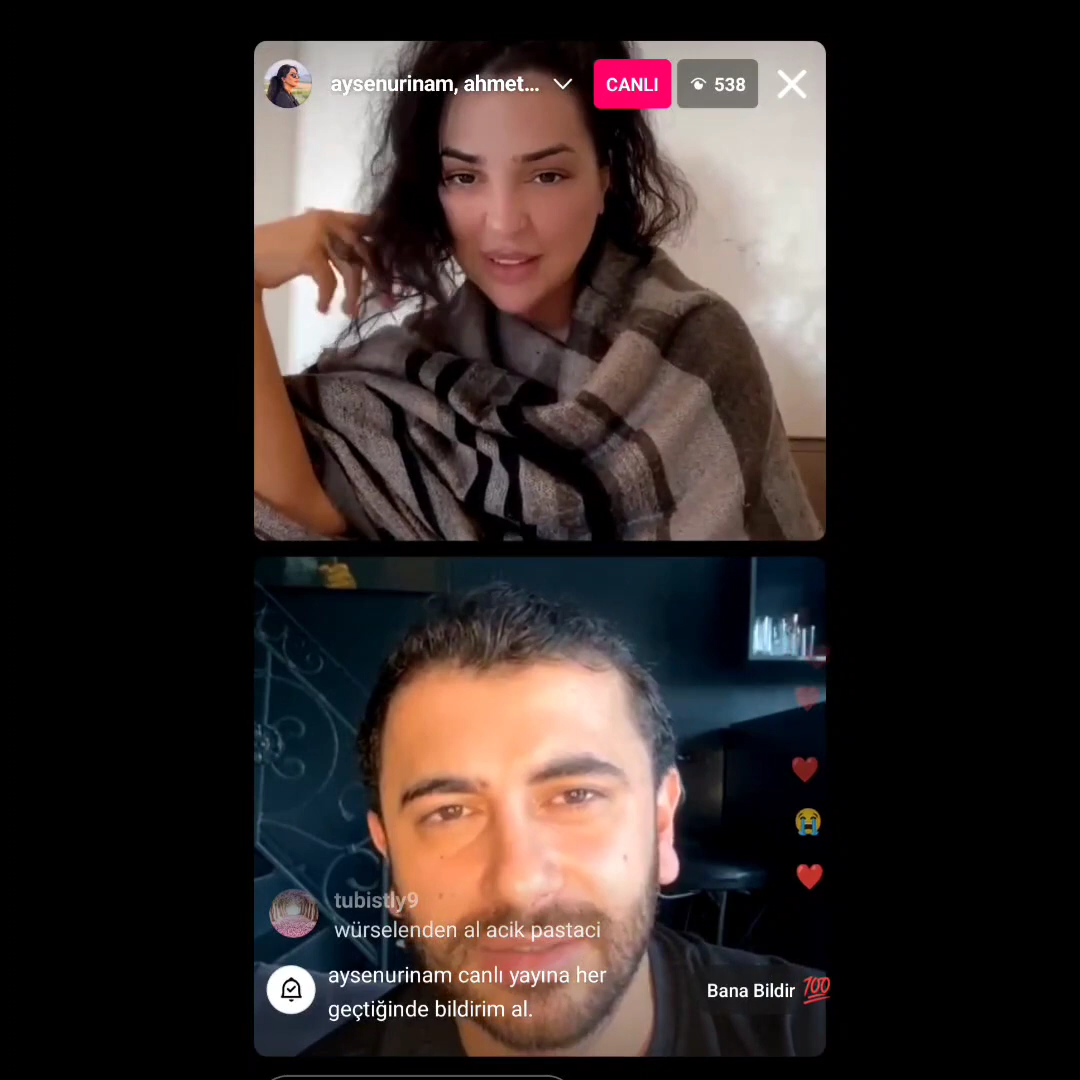 aysenurinam, ahmet...
CANLI
538
tubistly9
würselenden al acik pastaci
aysenurinam canlı yayına her
geçtiğinde bildirim al.
Bana Bildir 💯